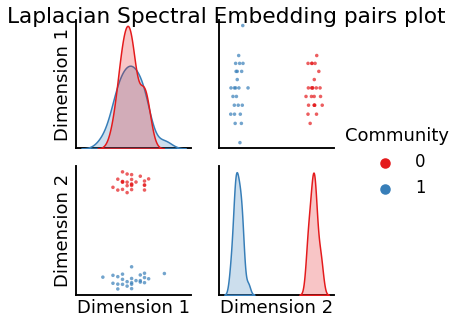 Laplacian Spectral Embedding pairs plot
Dimension 1
Community
0
1
Dimension 2
Dimension 1
Dimension 2